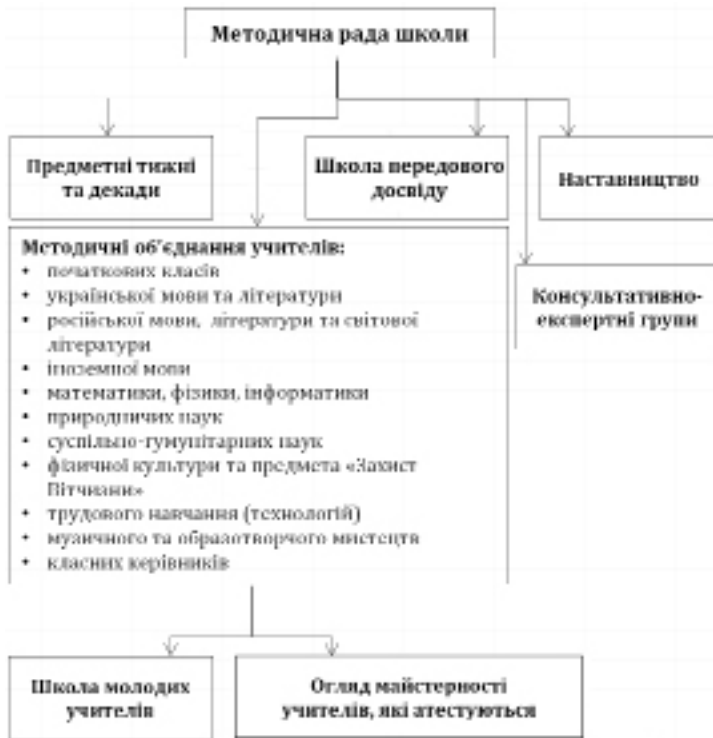 Методична рада школи
Предметні тижні
та декади
Школа передового
досвіду
Наставництво
Методичні об'єднання учителів:
• початкових класів
• української мови та літератури
• російської мови, літератури та світової
літератури
• іноземної мови
• математики, фізики, інформатики
• природничих наук
• суспільно-гумунітарних наук
• фізичної культури та предмета «Захист
Вітчизни»
• трудового навчання (технологій)
• музичного та образотворчого мистецтв
• класних керівників
Консультативно-
експертні групи
Школа молодих
учителів
Огляд майстерності
учителів, які атестуються